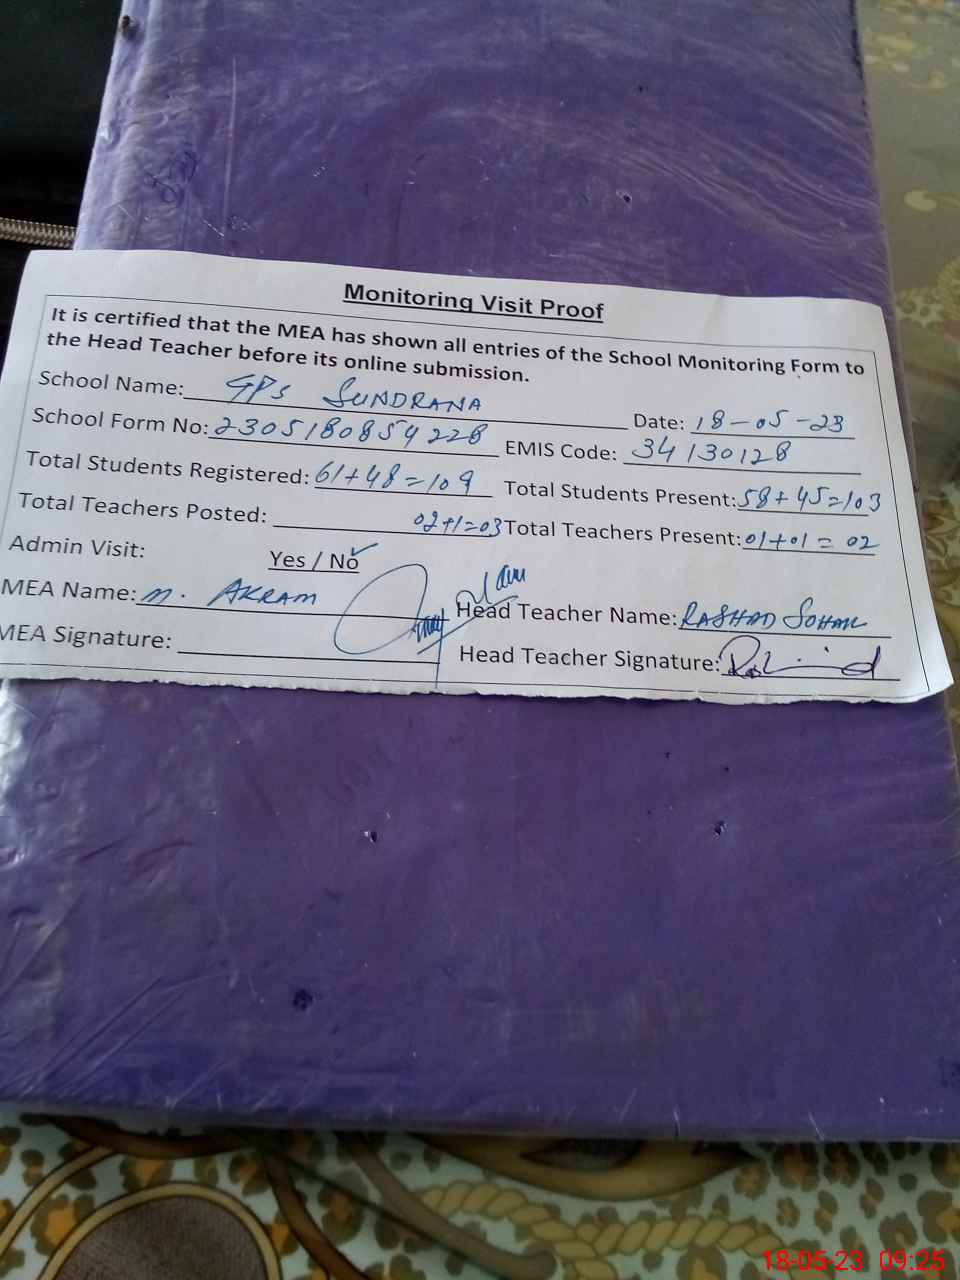 Monitoring Visit Proof
It is certified that the MEA has shown all entries of the School Monitoring Form to
the Head Teacher before its online submission.
School Name: GPS SUNDRANA Date: 18-05-23
School Form No: 2305180854228 EMIS Code: 34130128
Total Students Registered: 61+48=109 Total Students Present: 58+45=103
Total Teachers Posted: 02+1=03 Total Teachers Present: 01+01=02
Admin Visit: Yes / No
MEA Name: M. AKRAM Head Teacher Name: RASHAD SOHAIL
MEA Signature: Head Teacher Signature:
18-05-23 09:25